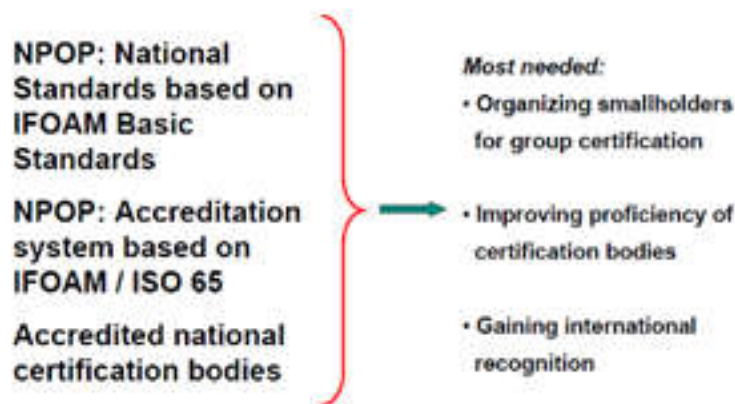 NPOP: National
Standards based on
IFOAM Basic
Standards
NPOP: Accreditation
system based on
IFOAM / ISO 65
Accredited national
certification bodies
Most needed:
• Organizing smallholders
for group certification
• Improving proficiency of
certification bodies
• Gaining international
recognition